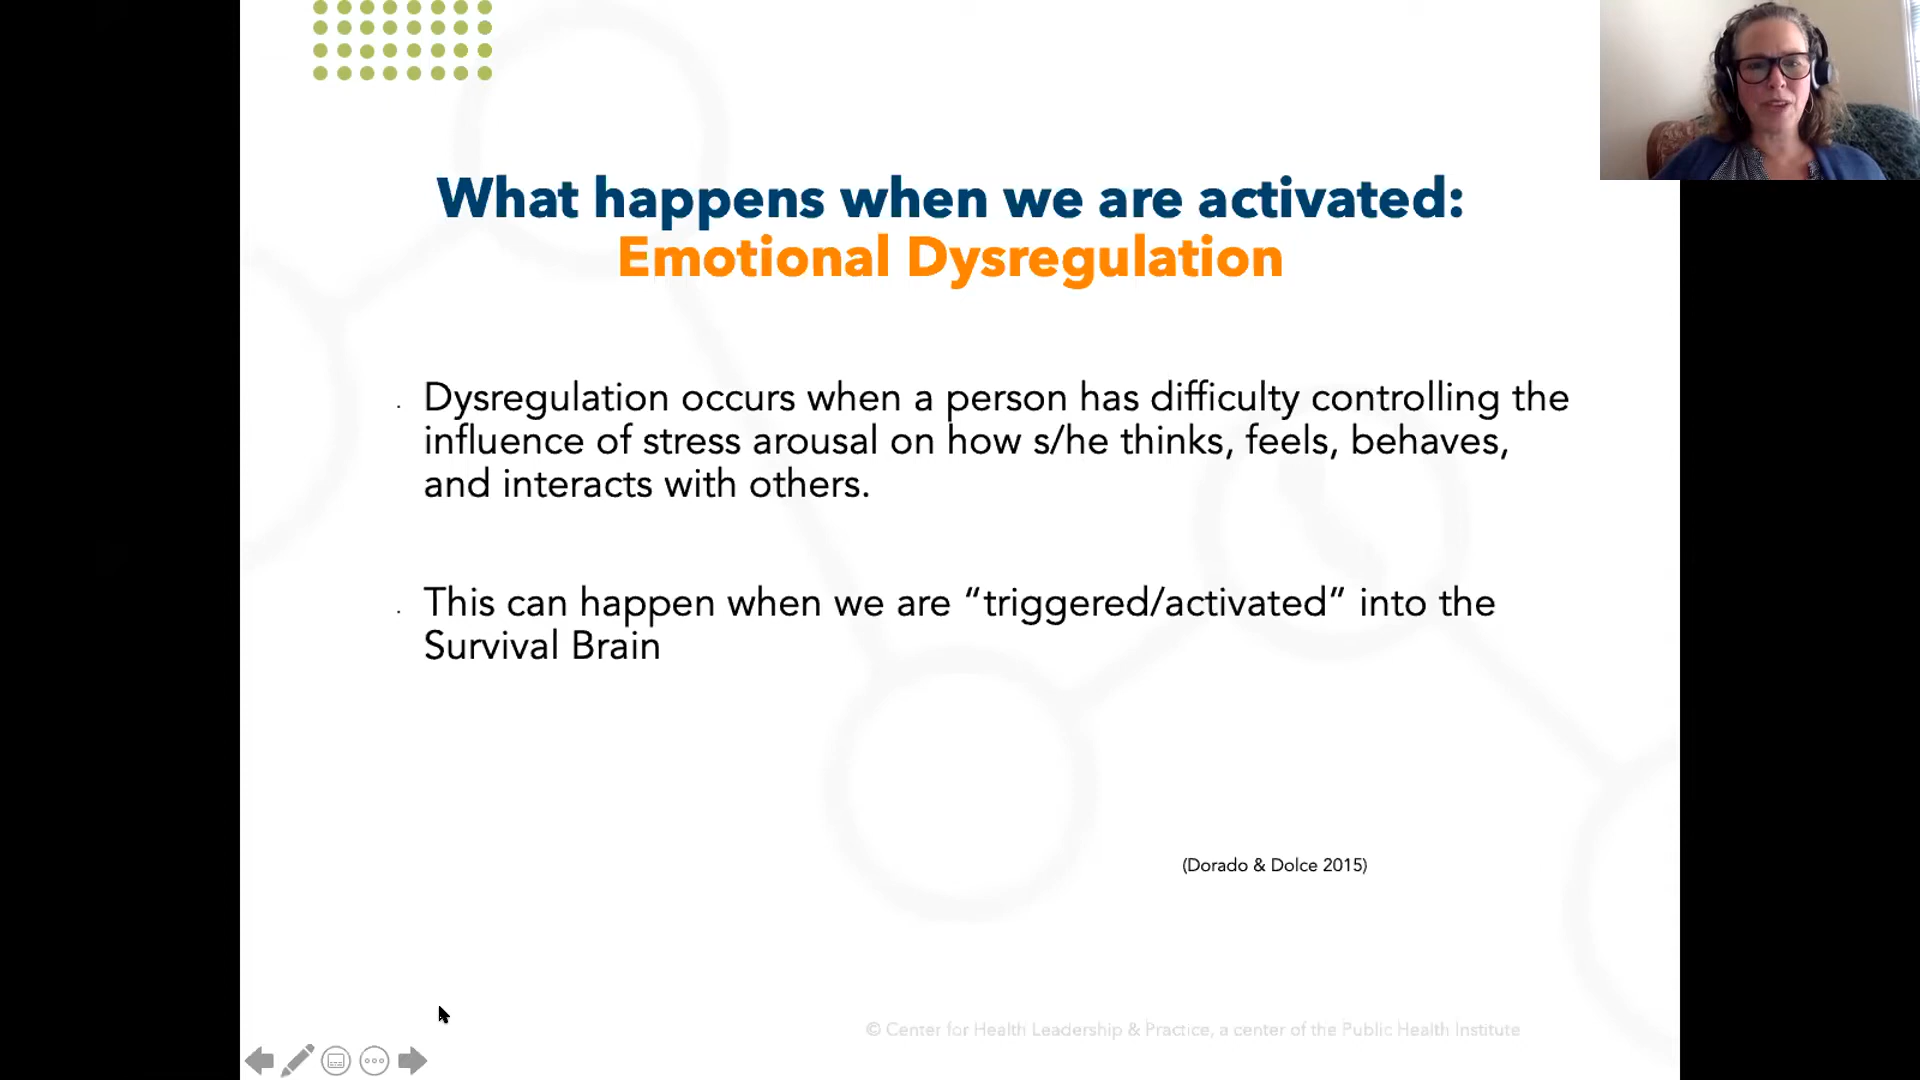 What happens when we are activated:
Emotional Dysregulation
· Dysregulation occurs when a person has difficulty controlling the
influence of stress arousal on how s/he thinks, feels, behaves,
and interacts with others.
· This can happen when we are “triggered/activated” into the
Survival Brain
(Dorado & Dolce 2015)
© Center for Health Leadership & Practice, a center of the Public Health Institute